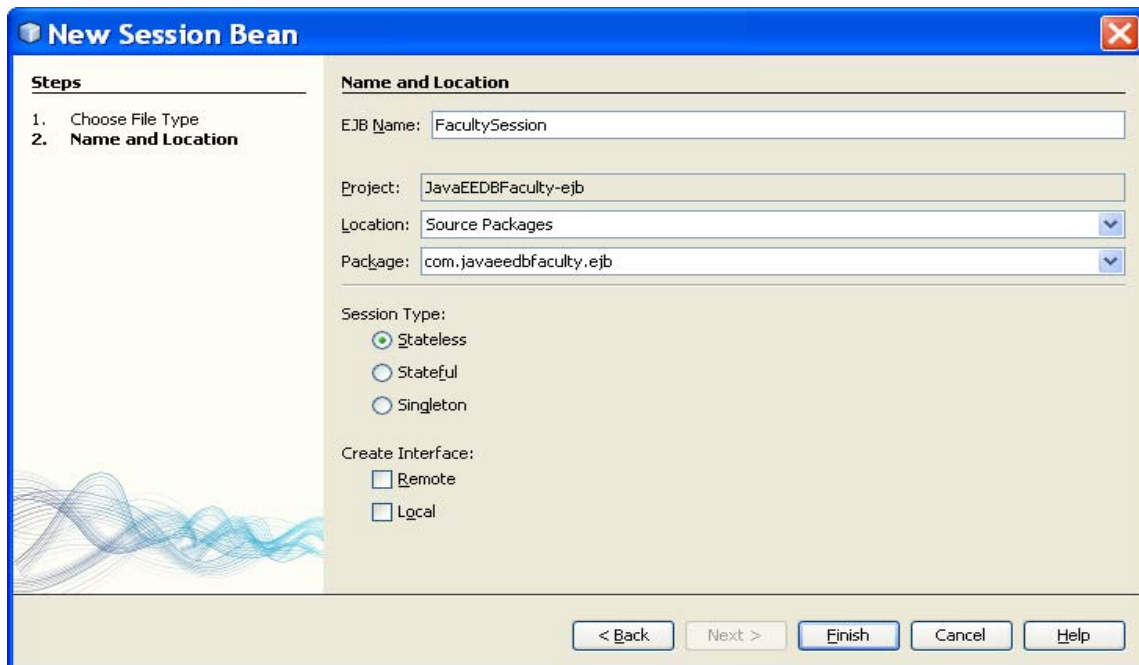 New Session Bean
Steps
1. Choose File Type
2. Name and Location
Name and Location
EJB Name: FacultySession
Project: JavaEEDBFaculty-ejb
Location: Source Packages
Package: com.javaeedbfaculty.ejb
Session Type:
Stateless
Stateful
Singleton
Create Interface:
Remote
Local
< Back Next > Finish Cancel Help